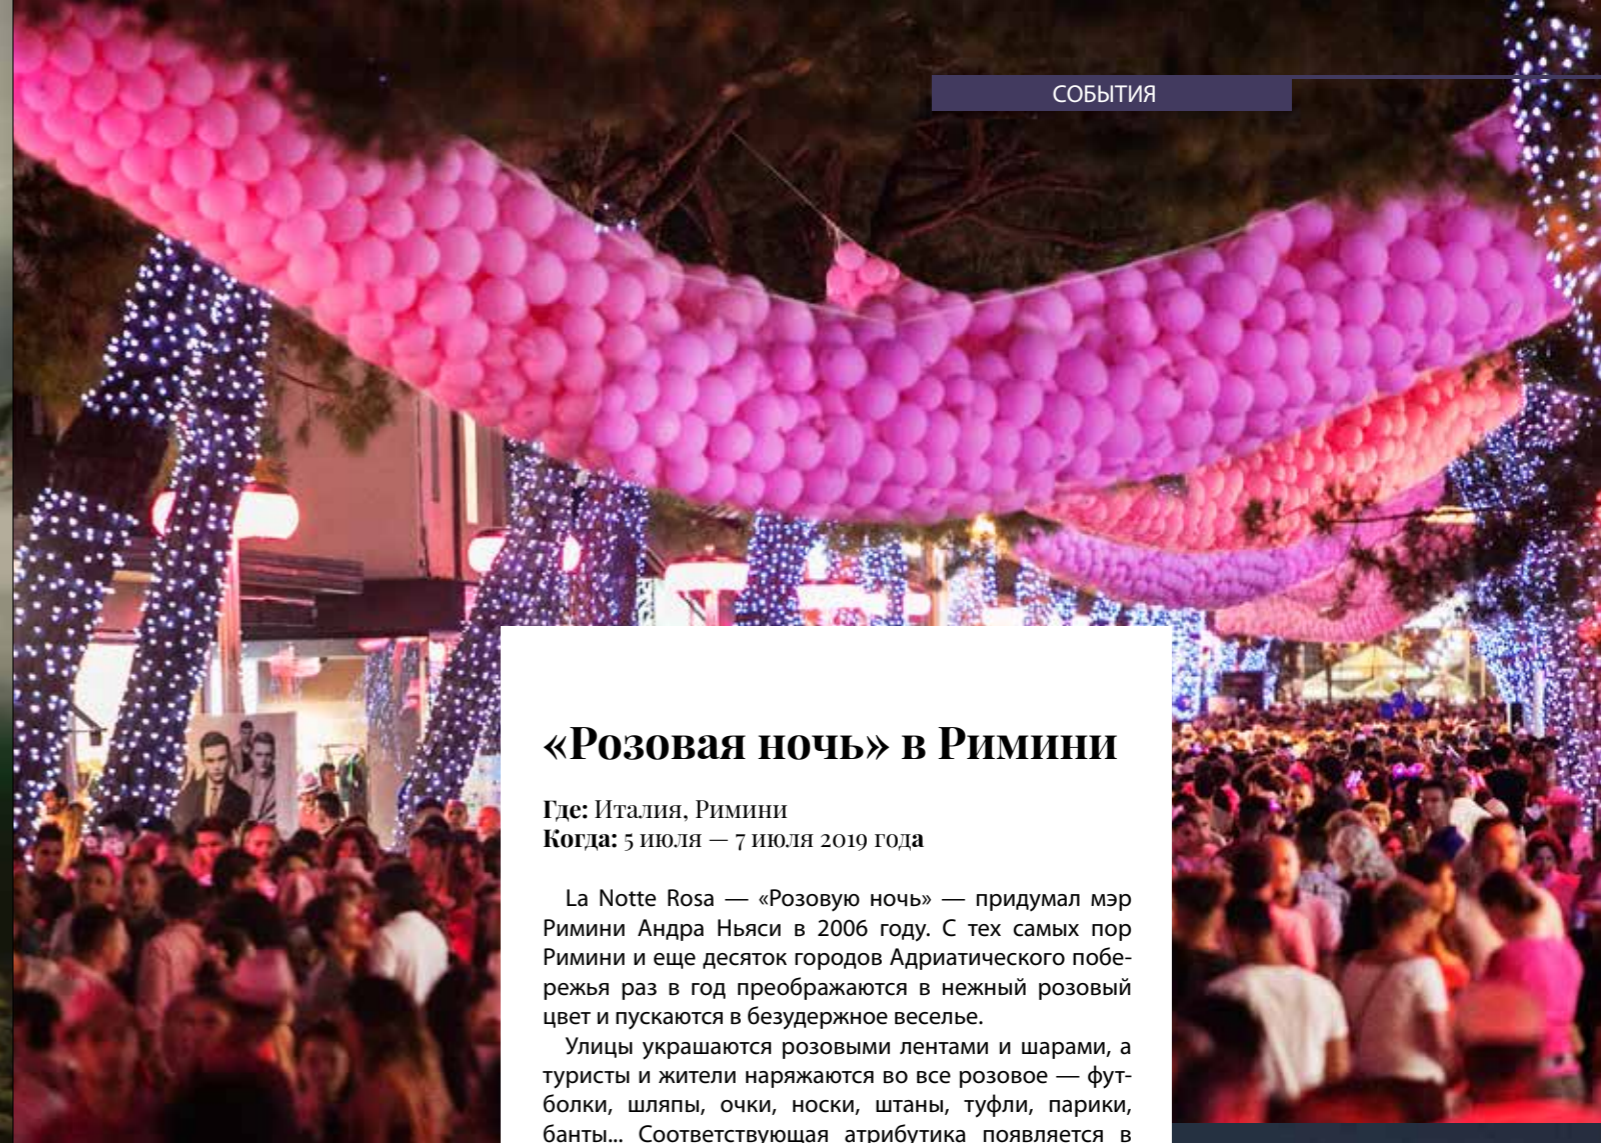 СОБЫТИЯ
«Розовая ночь» в Римини
Где: Италия, Римини
Когда: 5 июля — 7 июля 2019 года
La Notte Rosa — «Розовую ночь» — придумал мэр
Римини Андра Ньяси в 2006 году. С тех самых пор
Римини и еще десяток городов Адриатического побе-
режья раз в год преображаются в нежный розовый
цвет и пускаются в безудержное веселье.
Улицы украшаются розовыми лентами и шарами, а
туристы и жители наряжаются во все розовое — фут-
болки, шляпы, очки, носки, штаны, туфли, парики,
банты... Соответствующая атрибутика появляется в